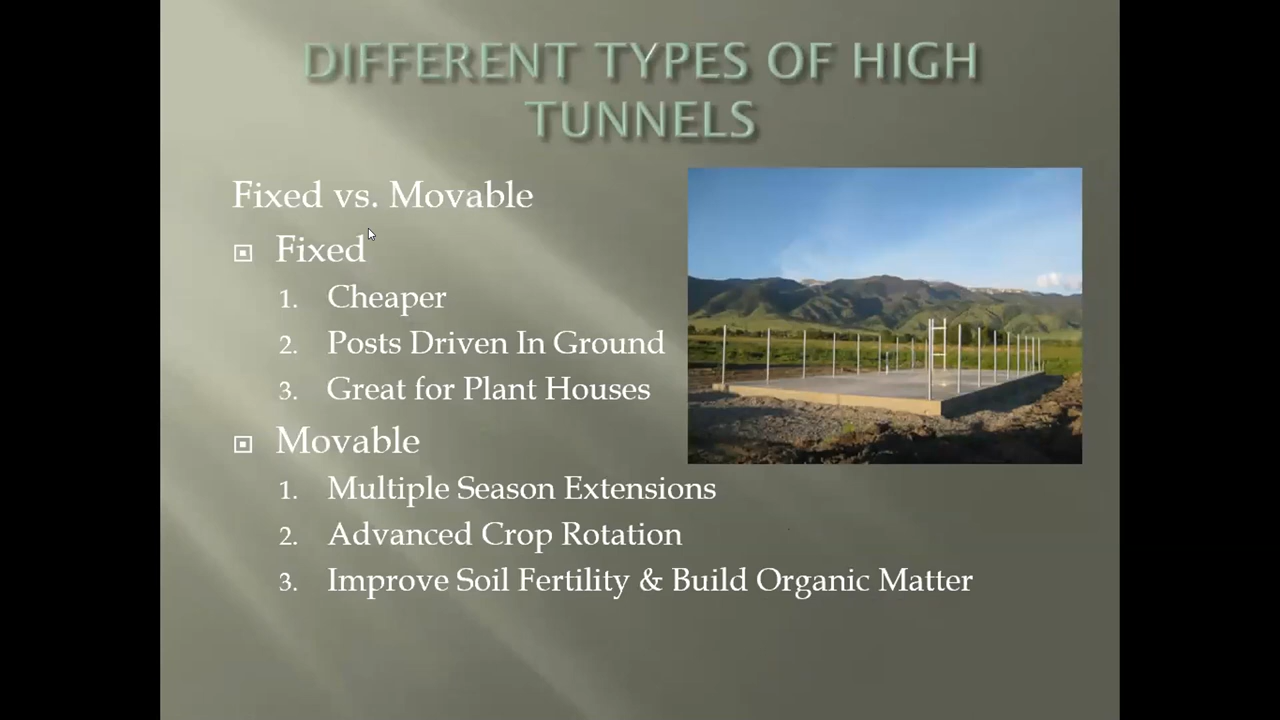 DIFFERENT TYPES OF HIGH
TUNNELS
Fixed vs. Movable
Fixed
1. Cheaper
2. Posts Driven In Ground
3. Great for Plant Houses
Movable
1. Multiple Season Extensions
2. Advanced Crop Rotation
3. Improve Soil Fertility & Build Organic Matter